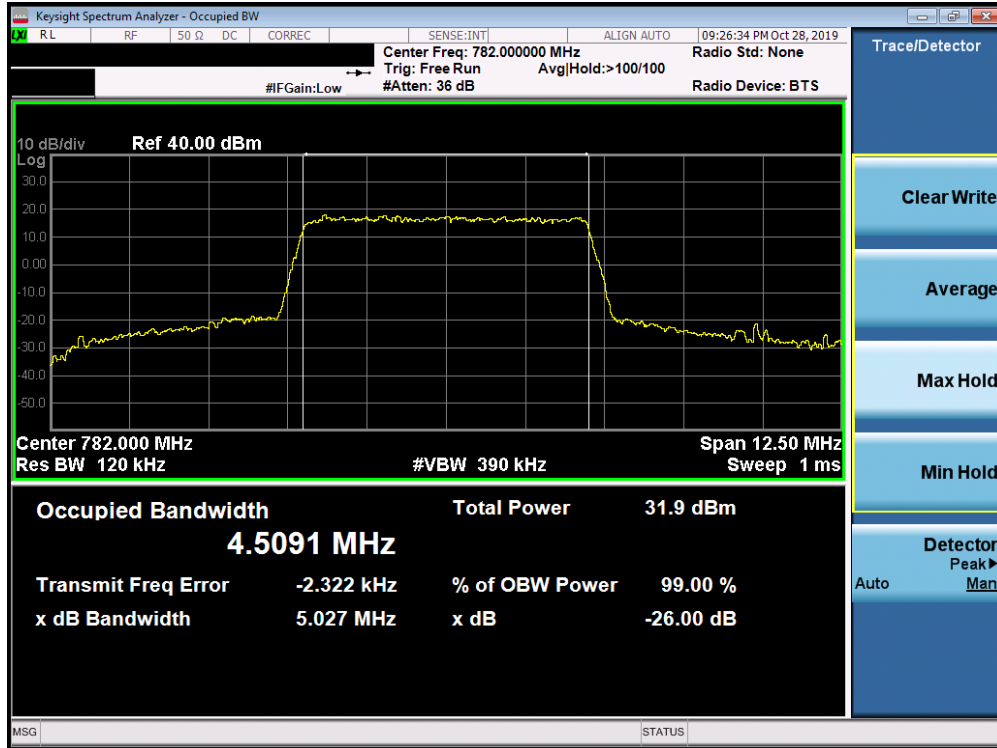 Keysight Spectrum Analyzer - Occupied BW
LXI RL RF 50 Ω DC CORREC SENSE:INT ALIGN AUTO 09:26:34 PM Oct 28, 2019
Center Freq: 782.000000 MHz Radio Std: None
Trig: Free Run Avg|Hold:>100/100
#IFGain:Low #Atten: 36 dB Radio Device: BTS
10 dB/div Ref 40.00 dBm
Log
30.0
20.0
10.0
0.00
-10.0
-20.0
-30.0
-40.0
-50.0
Center 782.000 MHz Span 12.50 MHz
Res BW 120 kHz #VBW 390 kHz Sweep 1 ms
Occupied Bandwidth Total Power 31.9 dBm
4.5091 MHz
Transmit Freq Error -2.322 kHz % of OBW Power 99.00 %
x dB Bandwidth 5.027 MHz x dB -26.00 dB
Trace/Detector
Clear Write
Average
Max Hold
Min Hold
Detector
Peak▶
Auto Man
MSG STATUS